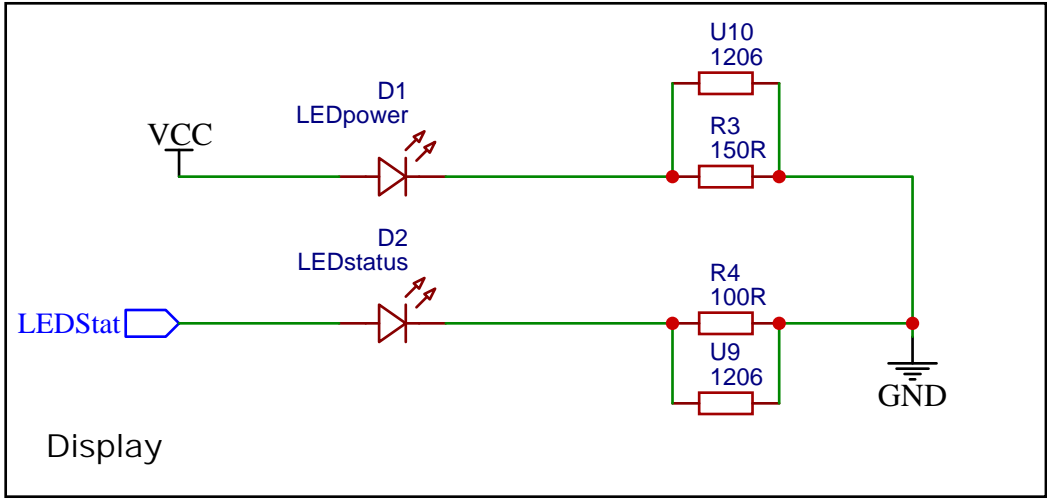 U10
1206
D1
LEDpower
R3
150R
VCC
D2
LEDstatus
R4
100R
LEDStat
U9
1206
GND
Display